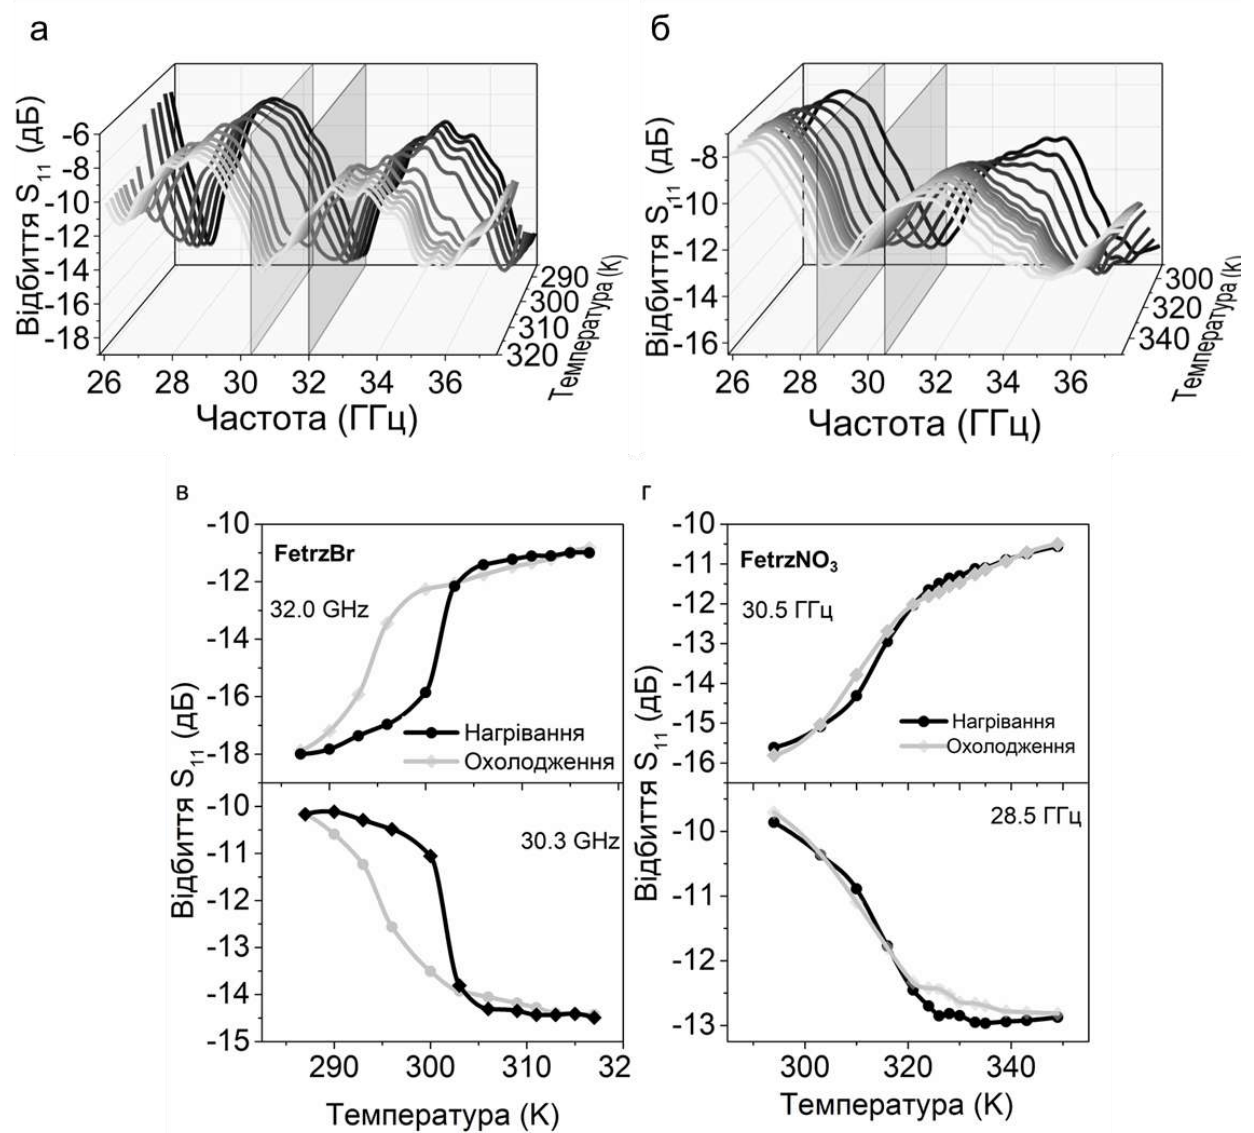 а
б
Відбиття S11 (дБ)
-6
-8
-10
-12
-14
-16
-18
26 28 30 32 34 36
Частота (ГГц)
290
300
310
320
Температура (К)
Відбиття S11 (дБ)
-8
-10
-12
-14
-16
26 28 30 32 34 36
Частота (ГГц)
300
320
340
Температура (К)
в
Відбиття S11 (дБ)
-10
-12
-14
-16
-18
FetrzBr
32.0 GHz
Нагрівання
Охолодження
Відбиття S11 (дБ)
-10
-11
-12
-13
-14
-15
30.3 GHz
290 300 310 32
Температура (К)
г
Відбиття S11 (дБ)
-10
-11
-12
-13
-14
-15
-16
FetrzNO3
30.5 ГГц
Нагрівання
Охолодження
-10
-11
-12
-13
28.5 ГГц
300 320 340
Температура (К)